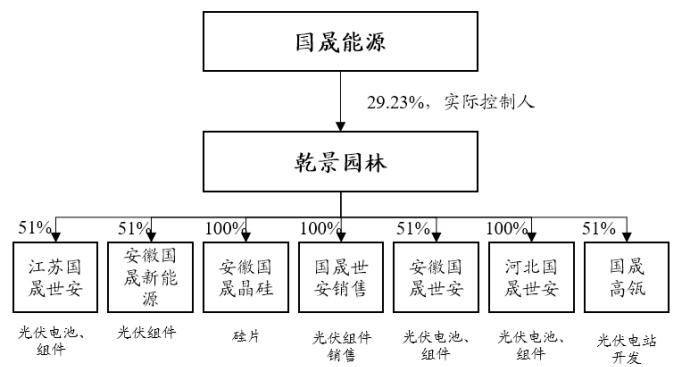 国晟能源
29.23%，实际控制人
乾景园林
51%
51%
100%
100%
51%
100%
51%
江苏国
晟世安
安徽国
晟新能
源
安徽国
晟晶硅
国晟世
安销售
安徽国
晟世安
河北国
晟世安
国晟
高瓴
光伏电池、
组件
光伏组件
硅片
光伏组件
销售
光伏电池、
组件
光伏电池、
组件
光伏电站
开发